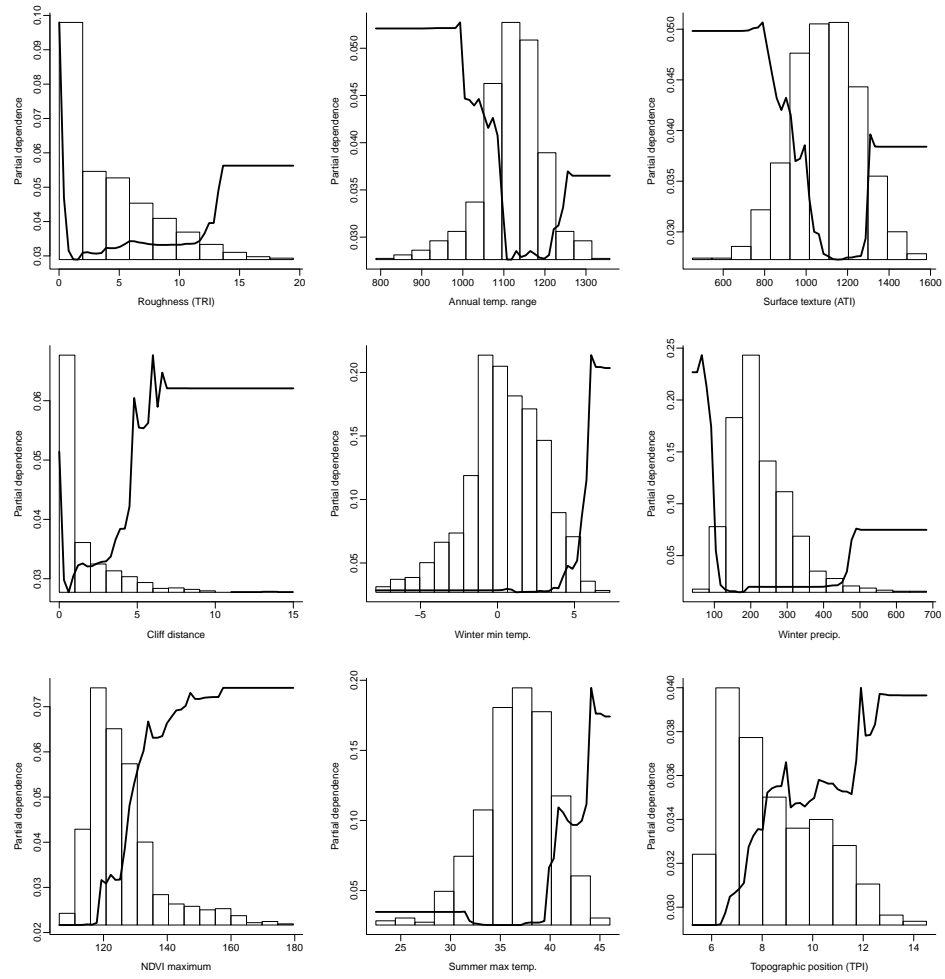 Partial dependence
0.03 0.04 0.05 0.06 0.07 0.08 0.09 0.10
0 5 10 15 20
Roughness (TRI)
Partial dependence
0.030 0.035 0.040 0.045 0.050
800 900 1000 1100 1200 1300
Annual temp. range
Partial dependence
0.030 0.035 0.040 0.045 0.050
600 800 1000 1200 1400 1600
Surface texture (ATI)
Partial dependence
0.03 0.04 0.05 0.06
0 5 10 15
Cliff distance
Partial dependence
0.05 0.10 0.15 0.20
−5 0 5
Winter min temp.
Partial dependence
0.05 0.10 0.15 0.20 0.25
100 200 300 400 500 600 700
Winter precip.
Partial dependence
0.02 0.03 0.04 0.05 0.06 0.07
120 140 160 180
NDVI maximum
Partial dependence
0.05 0.10 0.15 0.20
25 30 35 40 45
Summer max temp.
Partial dependence
0.030 0.032 0.034 0.036 0.038 0.040
6 8 10 12 14
Topographic position (TPI)